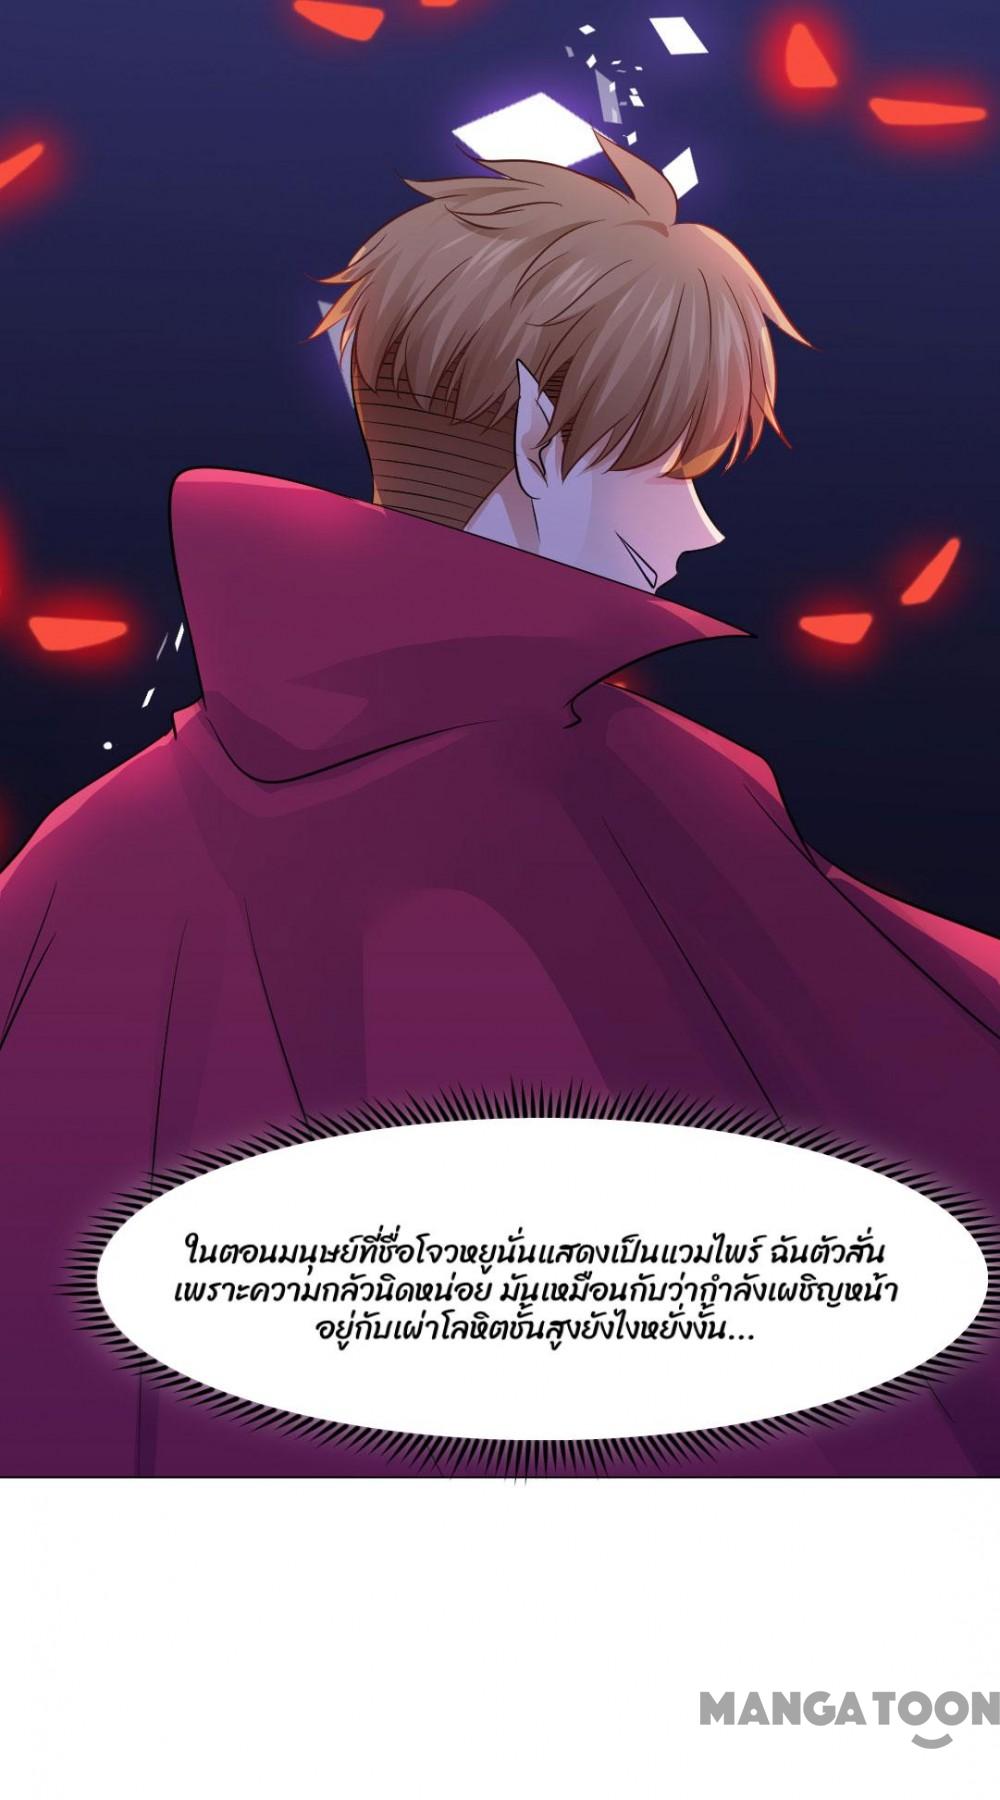 ในตอนมนุษย์ที่ชื่อโจวหยูนั่นแสดงเป็นแวมไพร์ ฉันตัวสั่น
เพราะความกลัวนิดหน่อย มันเหมือนกับว่ากำลังเผชิญหน้า
อยู่กับเผ่าโลหิตชั้นสูงยังไงหยั่งงั้น...
MANGA TOON